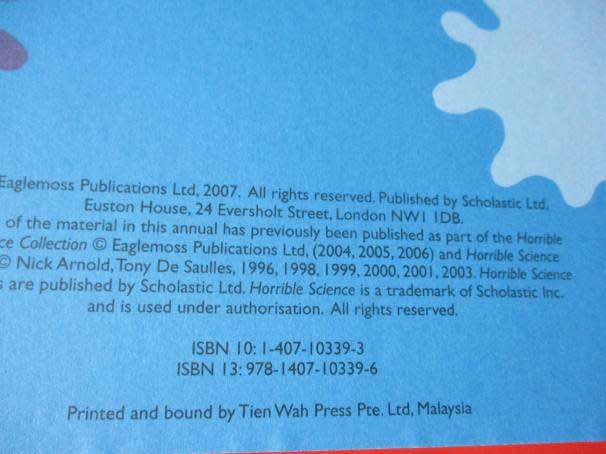 Eaglemoss Publications Ltd, 2007. All rights reserved. Published by Scholastic Ltd,
Euston House, 24 Eversholt Street, London NW1 1DB.
of the material in this annual has previously been published as part of the Horrible
Collection © Eaglemoss Publications Ltd, (2004, 2005, 2006) and Horrible Science
© Nick Arnold, Tony De Saulles, 1996, 1998, 1999, 2000, 2001, 2003. Horrible Science
are published by Scholastic Ltd. Horrible Science is a trademark of Scholastic Inc.
and is used under authorisation. All rights reserved.
ISBN 10: 1-407-10339-3
ISBN 13: 978-1407-10339-6
Printed and bound by Tien Wah Press Pte. Ltd, Malaysia